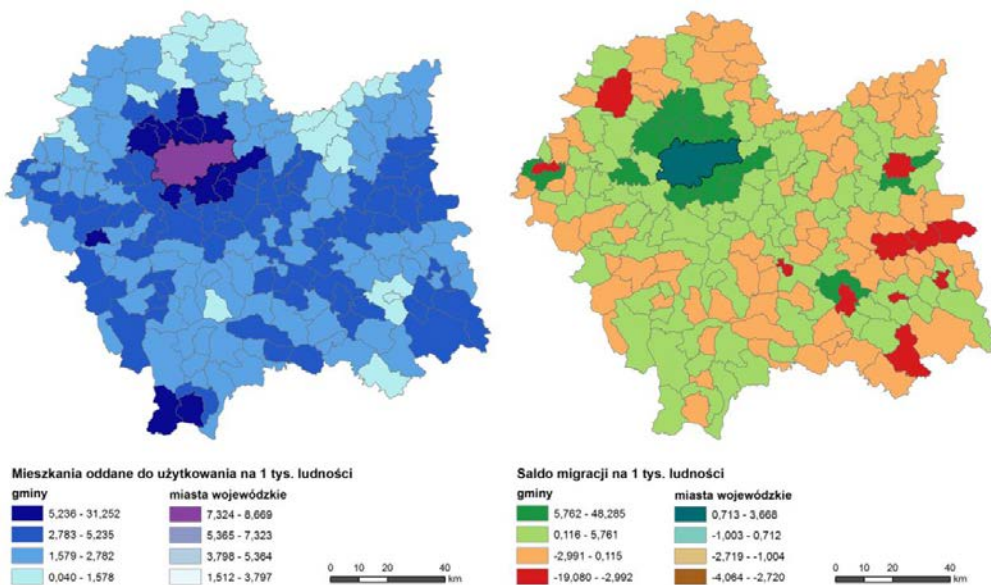 Mieszkania oddane do użytkowania na 1 tys. ludności
gminy
5,236 - 31,252
2,783 - 5,235
1,579 - 2,782
0,040 - 1,578
miasta wojewódzkie
7,324 - 8,669
5,365 - 7,323
3,798 - 5,364
1,512 - 3,797
0 10 20 40
km
Saldo migracji na 1 tys. ludności
gminy
5,762 - 48,285
0,116 - 5,761
-2,991 - 0,115
-19,080 - -2,992
miasta wojewódzkie
0,713 - 3,668
-1,003 - 0,712
-2,719 - -1,004
-4,064 - -2,720
0 10 20 40
km